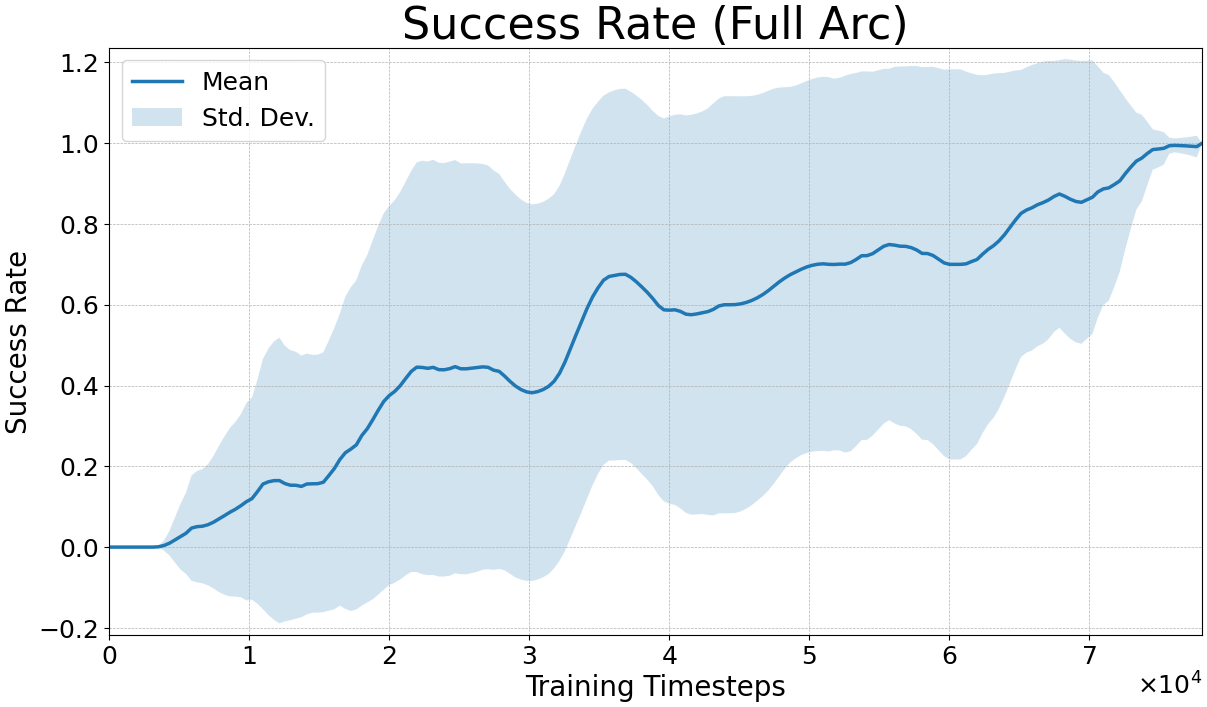 Success Rate (Full Arc)
Mean
Std. Dev.
Success Rate
1.2
1.0
0.8
0.6
0.4
0.2
0.0
−0.2
0 1 2 3 4 5 6 7
Training Timesteps
×10⁴